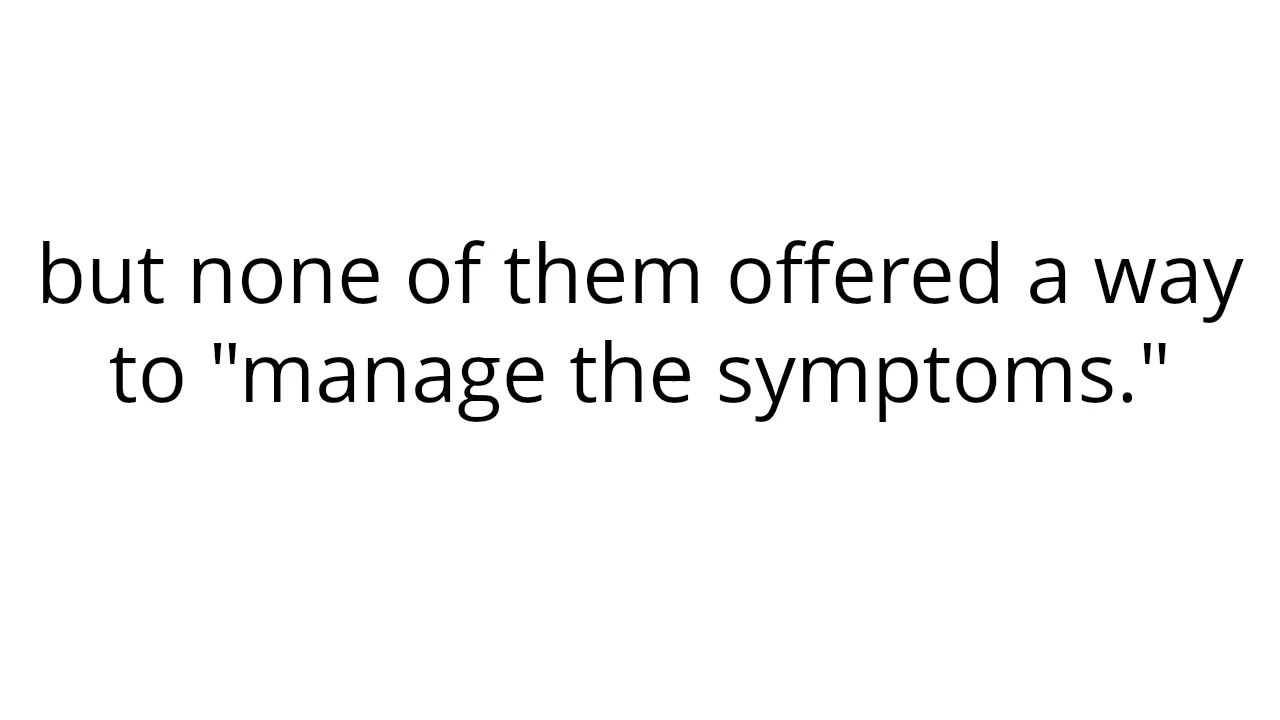 but none of them offered a way
to "manage the symptoms."